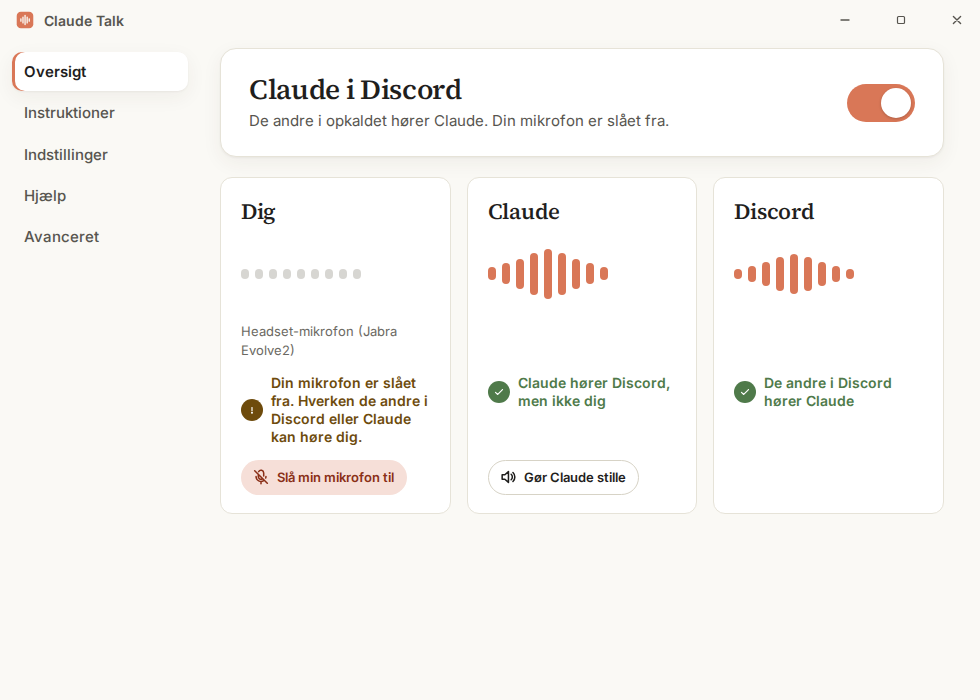 Claude Talk
Oversigt
Instruktioner
Indstillinger
Hjælp
Avanceret
Claude i Discord
De andre i opkaldet hører Claude. Din mikrofon er slået fra.
Dig
Headset-mikrofon (Jabra
Evolve2)
Din mikrofon er slået
fra. Hverken de andre i
Discord eller Claude
kan høre dig.
Slå min mikrofon til
Claude
Claude hører Discord,
men ikke dig
Gør Claude stille
Discord
De andre i Discord
hører Claude